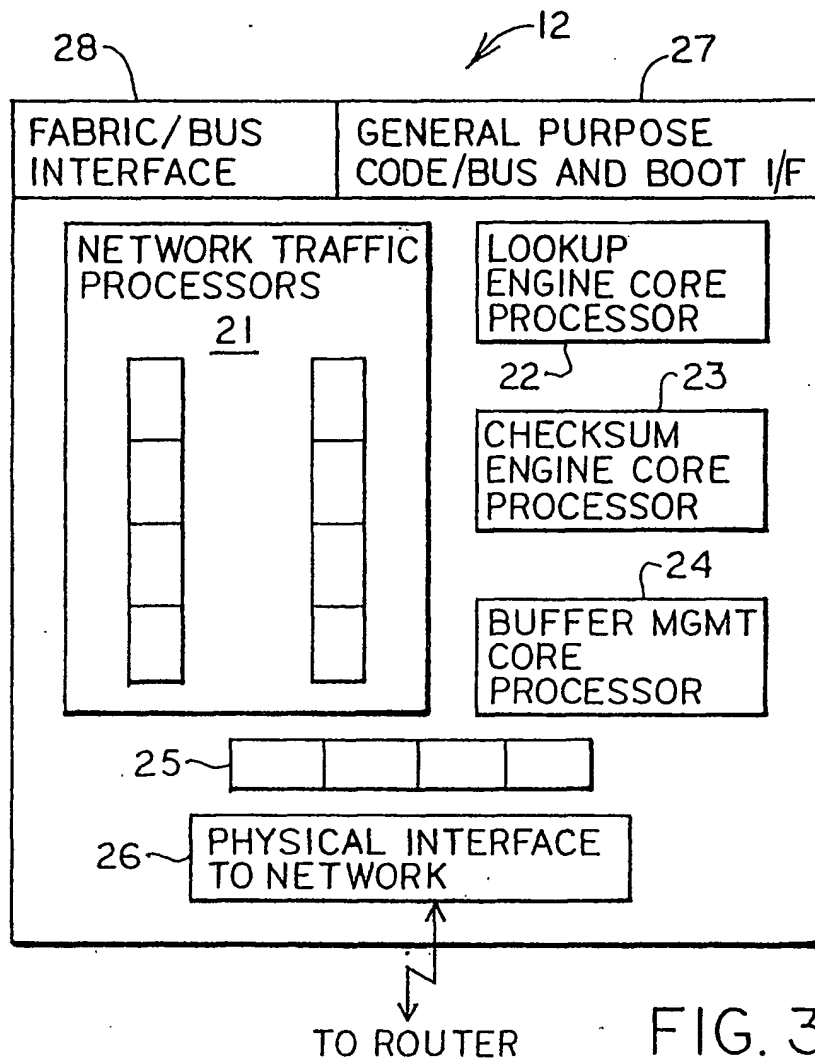 12
28
27
FABRIC/BUS
INTERFACE
GENERAL PURPOSE
CODE/BUS AND BOOT I/F
NETWORK TRAFFIC
PROCESSORS
21
LOOKUP
ENGINE CORE
PROCESSOR
22
23
CHECKSUM
ENGINE CORE
PROCESSOR
24
BUFFER MGMT
CORE
PROCESSOR
25
26
PHYSICAL INTERFACE
TO NETWORK
TO ROUTER
FIG. 3